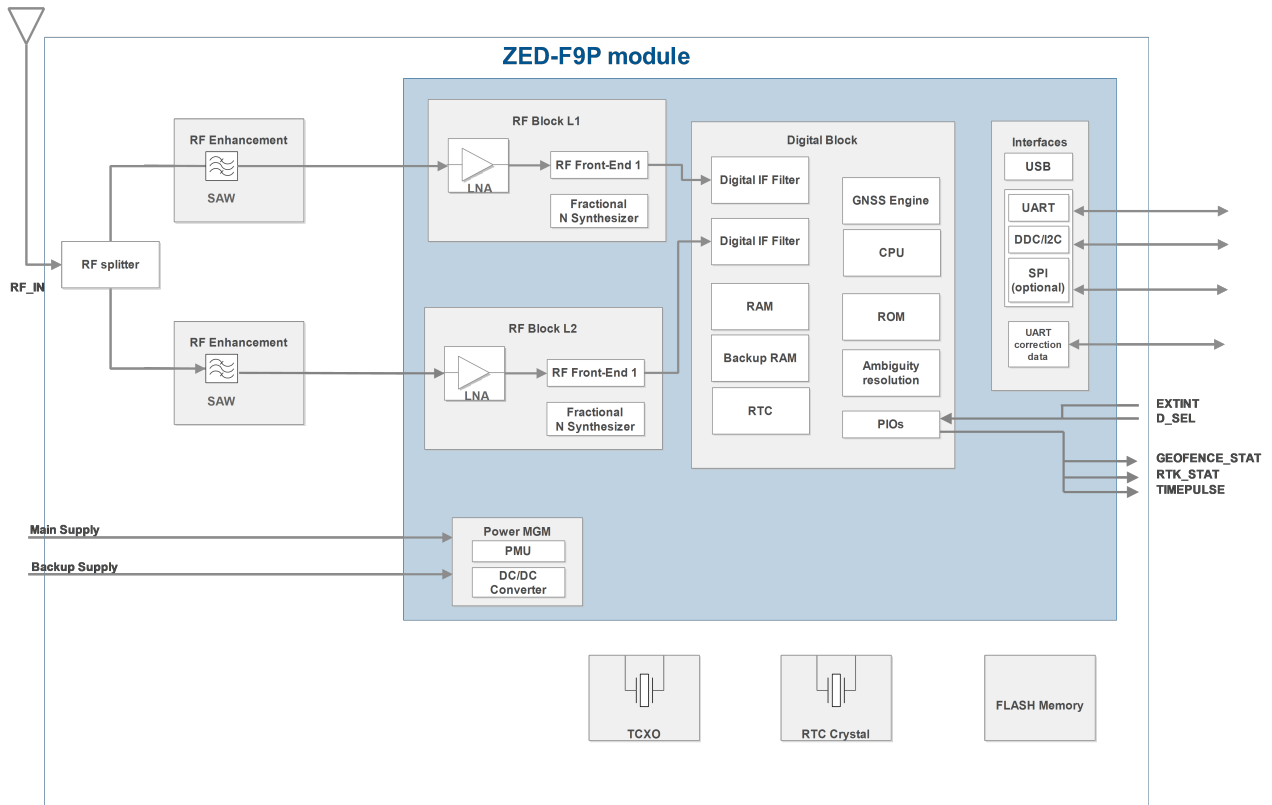 ZED-F9P module
RF_IN
RF splitter
RF Enhancement
SAW
RF Enhancement
SAW
RF Block L1
LNA
RF Front-End 1
Fractional
N Synthesizer
RF Block L2
LNA
RF Front-End 1
Fractional
N Synthesizer
Digital Block
Digital IF Filter
Digital IF Filter
RAM
Backup RAM
RTC
GNSS Engine
CPU
ROM
Ambiguity
resolution
PIOs
Interfaces
USB
UART
DDC/I2C
SPI
(optional)
UART
correction
data
EXTINT
D_SEL
GEOFENCE_STAT
RTK_STAT
TIMEPULSE
Main Supply
Backup Supply
Power MGM
PMU
DC/DC
Converter
TCXO
RTC Crystal
FLASH Memory